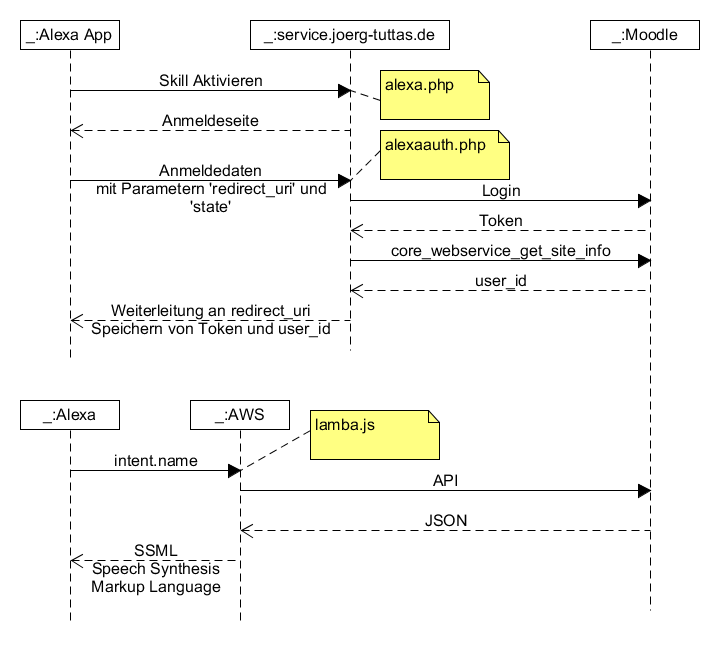 _:Alexa App
_:service.joerg-tuttas.de
_:Moodle
Skill Aktivieren
alexa.php
Anmeldeseite
alexaauth.php
Anmeldedaten
mit Parametern 'redirect_uri' und
'state'
Login
Token
core_webservice_get_site_info
user_id
Weiterleitung an redirect_uri
Speichern von Token und user_id
_:Alexa
_:AWS
lamba.js
intent.name
API
JSON
SSML
Speech Synthesis
Markup Language